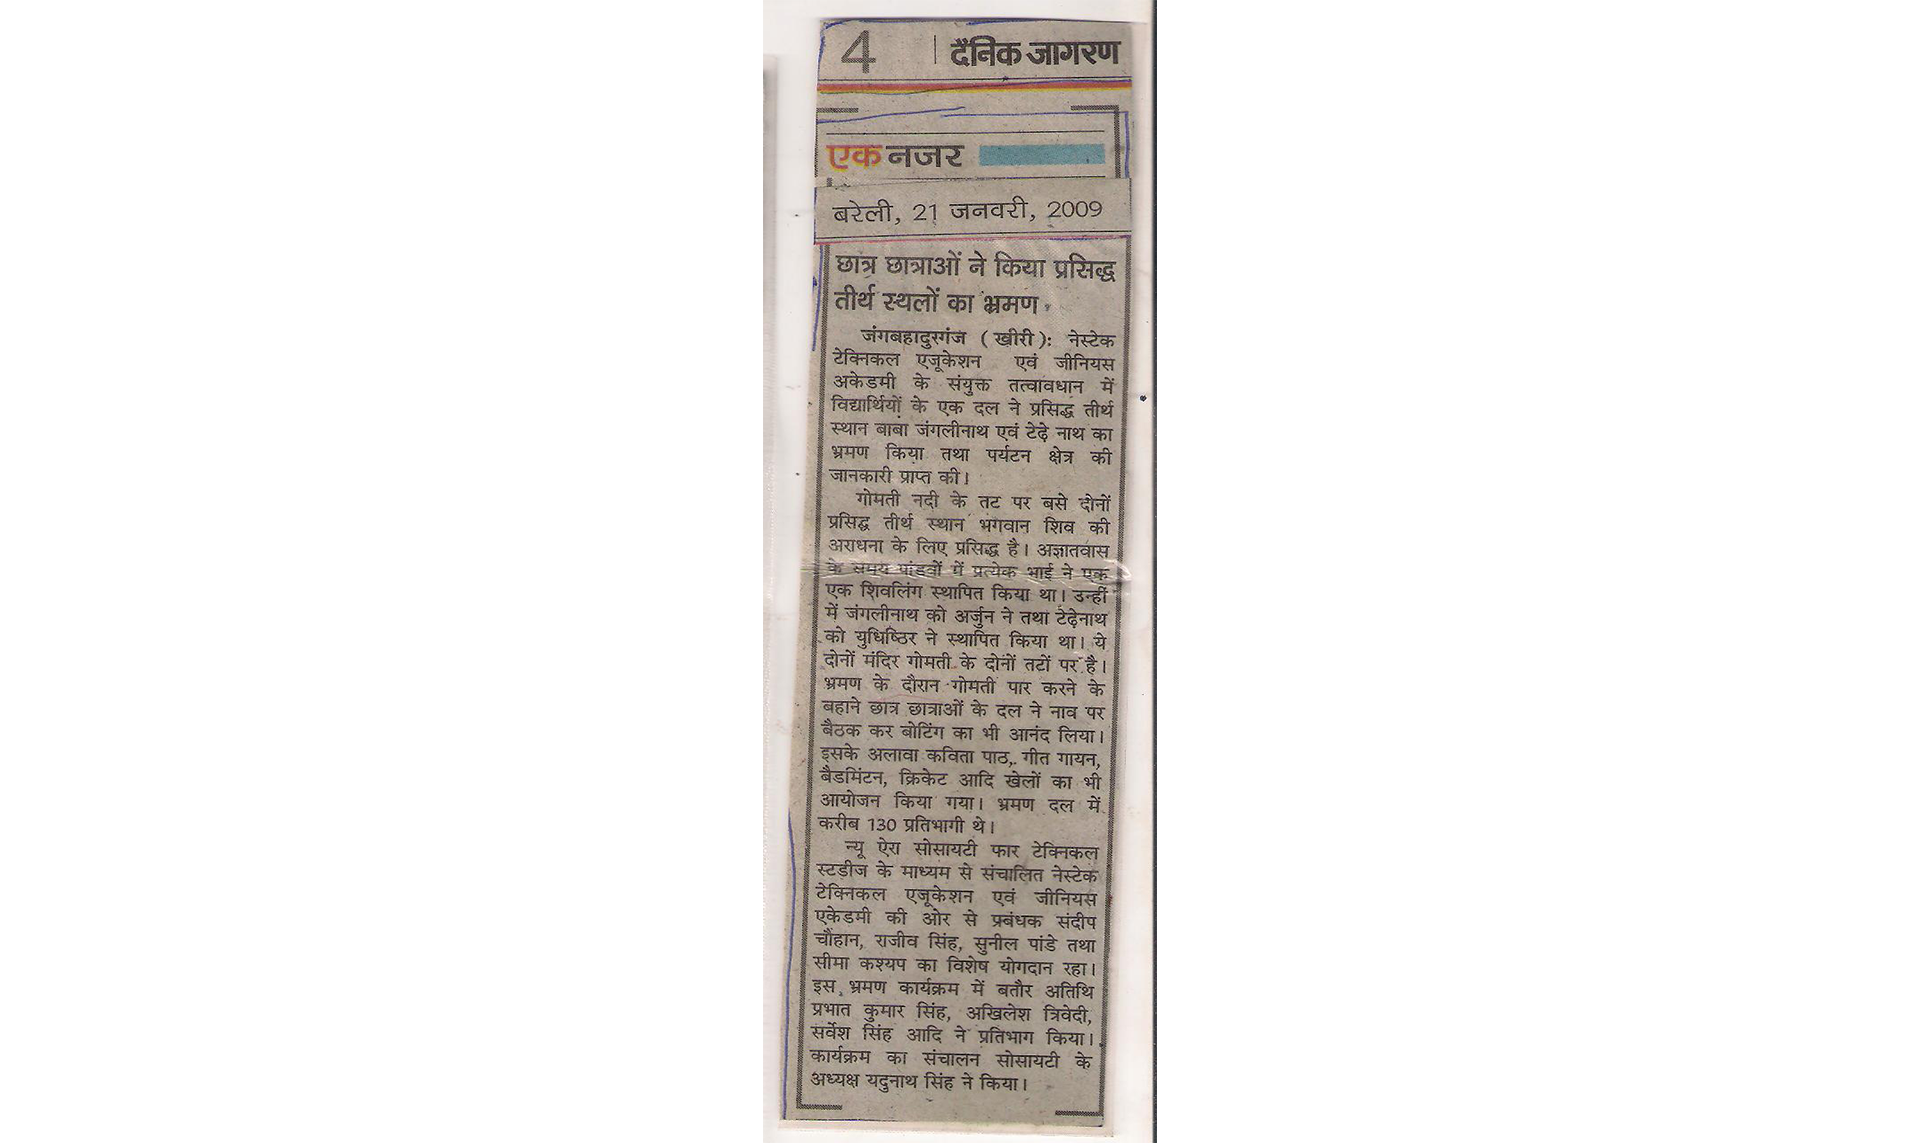 4
दैनिक जागरण
एक नजर
बरेली, 21 जनवरी, 2009
छात्र छात्राओं ने किया प्रसिद्ध
तीर्थ स्थलों का भ्रमण
जंगबहादुरगंज (खीरी): नेस्टेक
टेक्निकल एजूकेशन एवं जीनियस
अकेडमी के संयुक्त तत्वावधान में
विद्यार्थियों के एक दल ने प्रसिद्ध तीर्थ
स्थान बाबा जंगलीनाथ एवं टेढ़े नाथ का
भ्रमण किया तथा पर्यटन क्षेत्र की
जानकारी प्राप्त की।
गोमती नदी के तट पर बसे दोनों
प्रसिद्ध तीर्थ स्थान भगवान शिव की
अराधना के लिए प्रसिद्ध है। अज्ञातवास
के समय पांडवों में प्रत्येक भाई ने एक
एक शिवलिंग स्थापित किया था। उन्हीं
में जंगलीनाथ को अर्जुन ने तथा टेढ़ेनाथ
को युधिष्ठिर ने स्थापित किया था। ये
दोनों मंदिर गोमती के दोनों तटों पर है।
भ्रमण के दौरान गोमती पार करने के
बहाने छात्र छात्राओं के दल ने नाव पर
बैठक कर बोटिंग का भी आनंद लिया।
इसके अलावा कविता पाठ, गीत गायन,
बैडमिंटन, क्रिकेट आदि खेलों का भी
आयोजन किया गया। भ्रमण दल में
करीब 130 प्रतिभागी थे।
न्यू ऐरा सोसायटी फार टेक्निकल
स्टडीज के माध्यम से संचालित नेस्टेक
टेक्निकल एजूकेशन एवं जीनियस
एकेडमी की ओर से प्रबंधक संदीप
चौहान, राजीव सिंह, सुनील पांडे तथा
सीमा कश्यप का विशेष योगदान रहा।
इस भ्रमण कार्यक्रम में बतौर अतिथि
प्रभात कुमार सिंह, अखिलेश त्रिवेदी,
सर्वेश सिंह आदि ने प्रतिभाग किया।
कार्यक्रम का संचालन सोसायटी के
अध्यक्ष यदुनाथ सिंह ने किया।